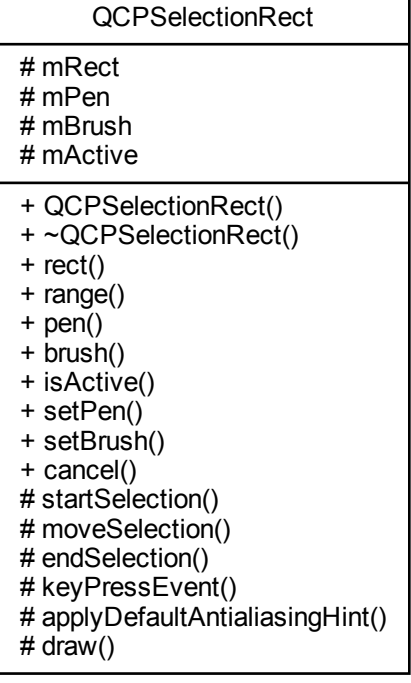 QCPSelectionRect
# mRect
# mPen
# mBrush
# mActive
+ QCPSelectionRect()
+ ~QCPSelectionRect()
+ rect()
+ range()
+ pen()
+ brush()
+ isActive()
+ setPen()
+ setBrush()
+ cancel()
# startSelection()
# moveSelection()
# endSelection()
# keyPressEvent()
# applyDefaultAntialiasingHint()
# draw()